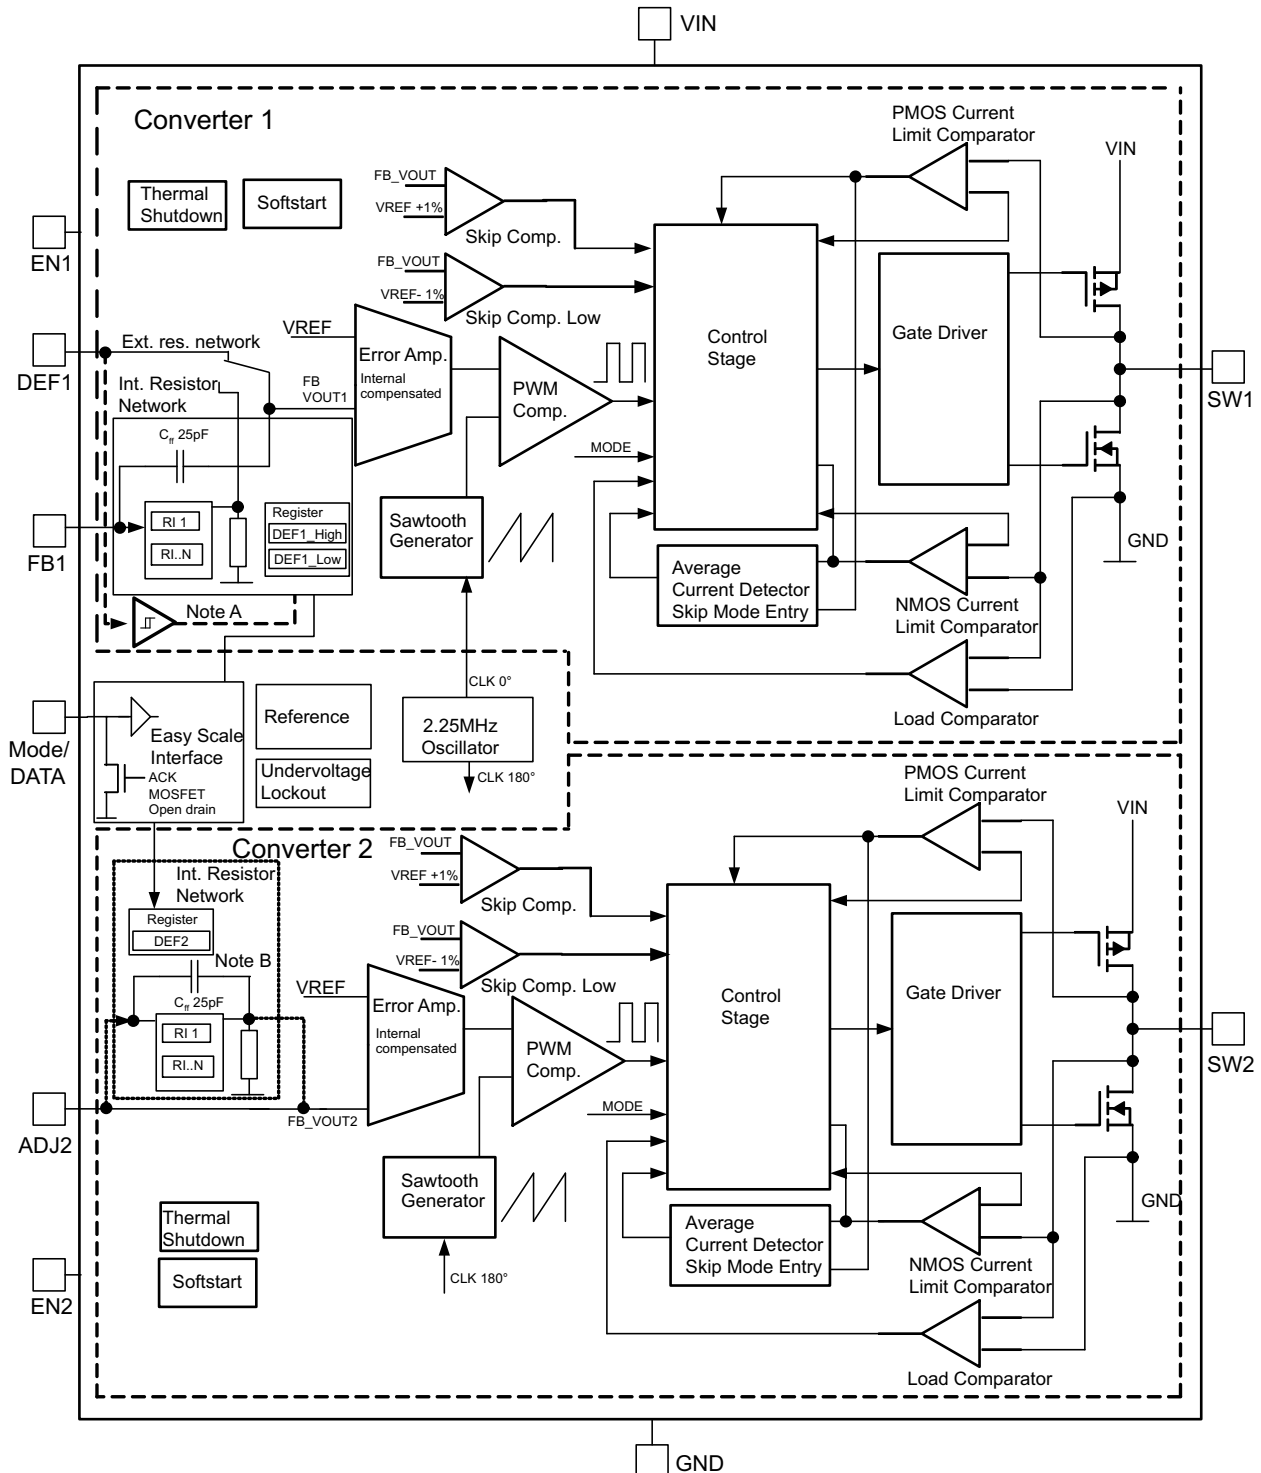 VIN
Converter 1
PMOS Current
Limit Comparator
VIN
Thermal
Shutdown
Softstart
FB_VOUT
VREF +1%
Skip Comp.
EN1
FB_VOUT
VREF- 1%
Skip Comp. Low
Control
Stage
Gate Driver
DEF1
Ext. res. network
VREF
Error Amp.
Internal
compensated
Int. Resistor
Network
FB
VOUT1
PWM
Comp.
SW1
Cff 25pF
MODE
FB1
RI 1
RI..N
Register
DEF1_High
DEF1_Low
Sawtooth
Generator
GND
Average
Current Detector
Skip Mode Entry
NMOS Current
Limit Comparator
Note A
Load Comparator
CLK 0°
Mode/
DATA
Easy Scale
Interface
ACK
MOSFET
Open drain
Reference
2.25MHz
Oscillator
CLK 180°
Undervoltage
Lockout
PMOS Current
Limit Comparator
VIN
Converter 2
FB_VOUT
VREF +1%
Skip Comp.
Int. Resistor
Network
Register
DEF2
FB_VOUT
VREF- 1%
Skip Comp. Low
Note B
Cff 25pF
RI 1
RI..N
VREF
Error Amp.
Internal
compensated
Control
Stage
Gate Driver
PWM
Comp.
SW2
MODE
ADJ2
FB_VOUT2
Sawtooth
Generator
GND
Thermal
Shutdown
Average
Current Detector
Skip Mode Entry
NMOS Current
Limit Comparator
CLK 180°
EN2
Softstart
Load Comparator
GND